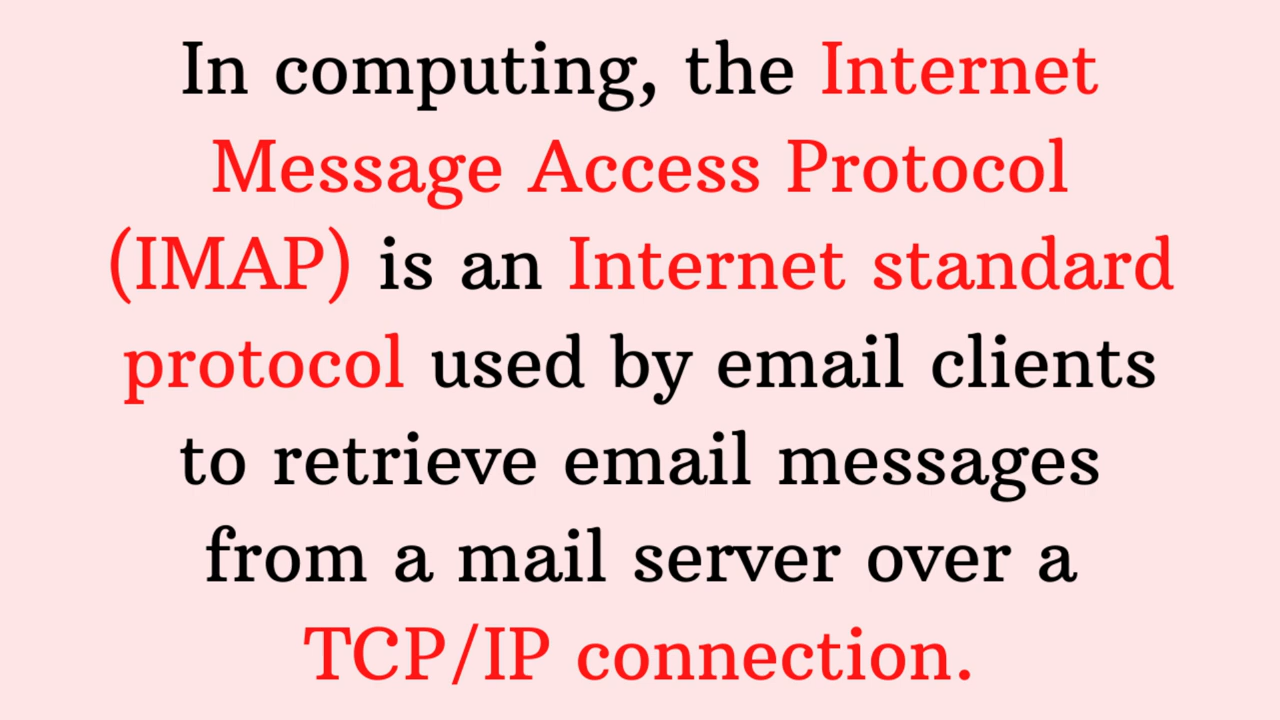 In computing, the Internet
Message Access Protocol
(IMAP) is an Internet standard
protocol used by email clients
to retrieve email messages
from a mail server over a
TCP/IP connection.